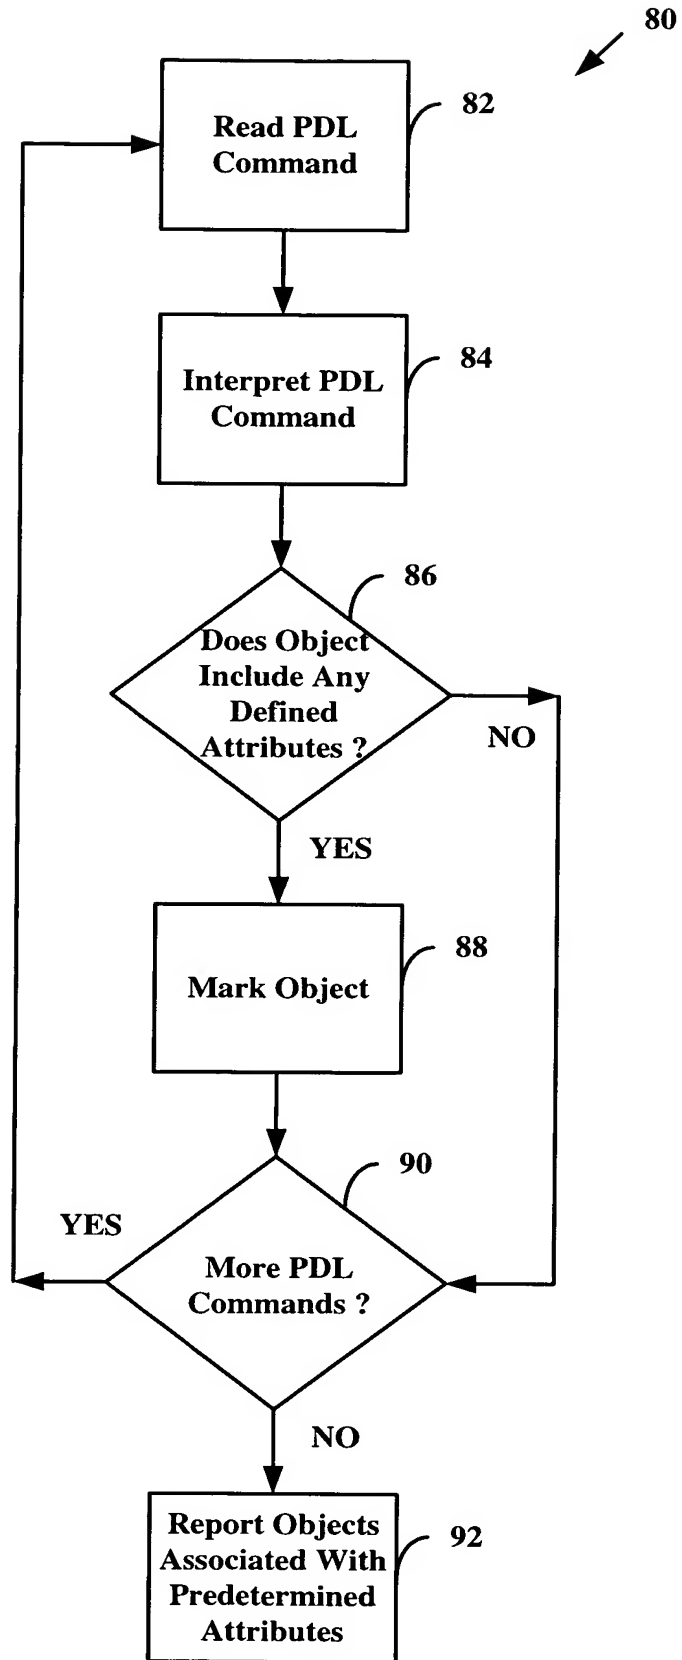 80
Read PDL
Command
82
Interpret PDL
Command
84
Does Object
Include Any
Defined
Attributes ?
86
NO
YES
Mark Object
88
More PDL
Commands ?
90
YES
NO
Report Objects
Associated With
Predetermined
Attributes
92